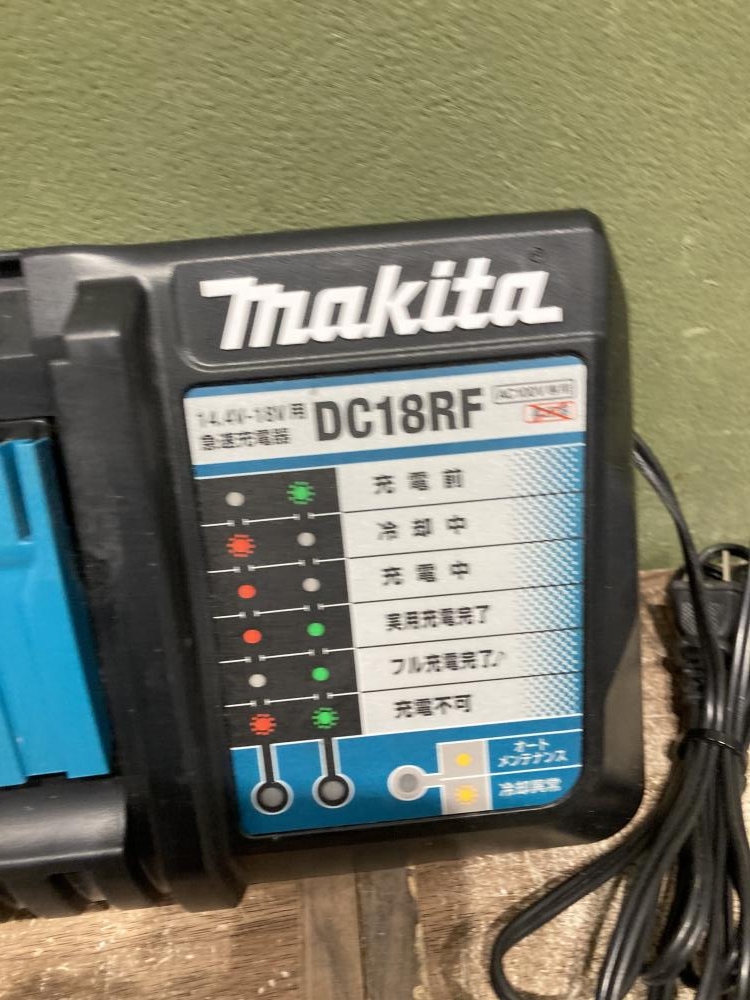 makita
14.4V-18V用
急速充電器
DC18RF
AC100V専用
充電前
冷却中
充電中
実用充電完了
フル充電完了♪
充電不可
オート
メンテナンス
冷却異常